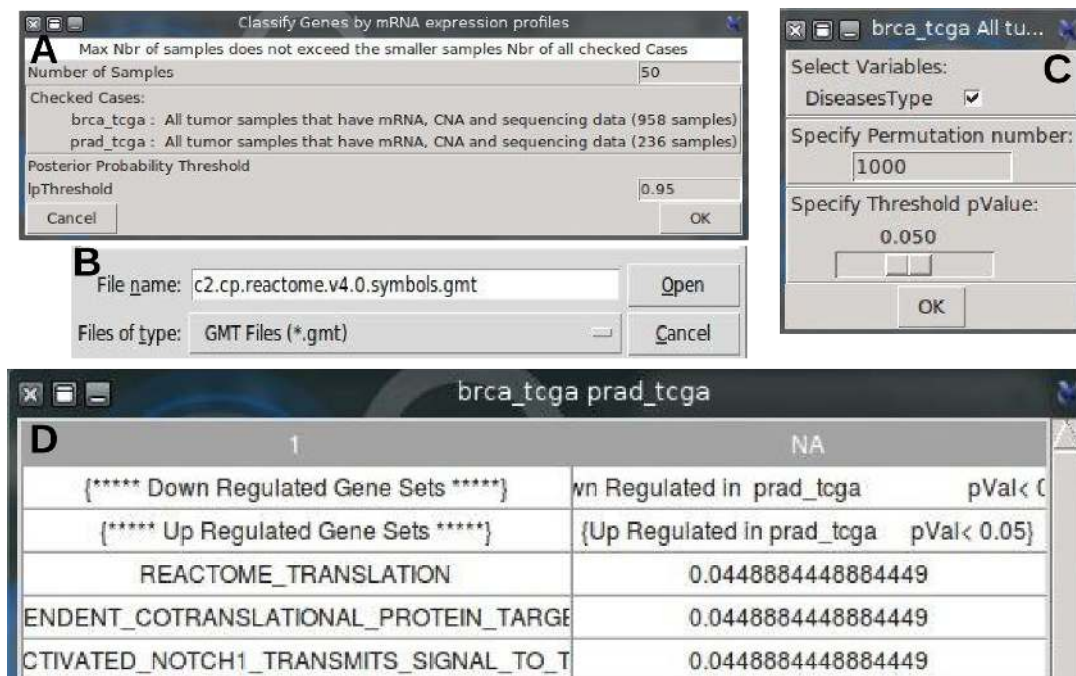 Classify Genes by mRNA expression profiles
A
Max Nbr of samples does not exceed the smaller samples Nbr of all checked Cases
Number of Samples 50
Checked Cases:
brca_tcga : All tumor samples that have mRNA, CNA and sequencing data (958 samples)
prad_tcga : All tumor samples that have mRNA, CNA and sequencing data (236 samples)
Posterior Probability Threshold
lpThreshold 0.95
Cancel OK
B
File name: c2.cp.reactome.v4.0.symbols.gmt Open
Files of type: GMT Files (*.gmt) Cancel
brca_tcga All tu...
C
Select Variables:
DiseasesType
Specify Permutation number:
1000
Specify Threshold pValue:
0.050
OK
brca_tcga prad_tcga
D
1 NA
{***** Down Regulated Gene Sets *****} wn Regulated in prad_tcga pVal< 0
{***** Up Regulated Gene Sets *****} {Up Regulated in prad_tcga pVal< 0.05}
REACTOME_TRANSLATION 0.0448884448884449
ENDENT_COTRANSLATIONAL_PROTEIN_TARGE 0.0448884448884449
CTIVATED_NOTCH1_TRANSMITS_SIGNAL_TO_T 0.0448884448884449